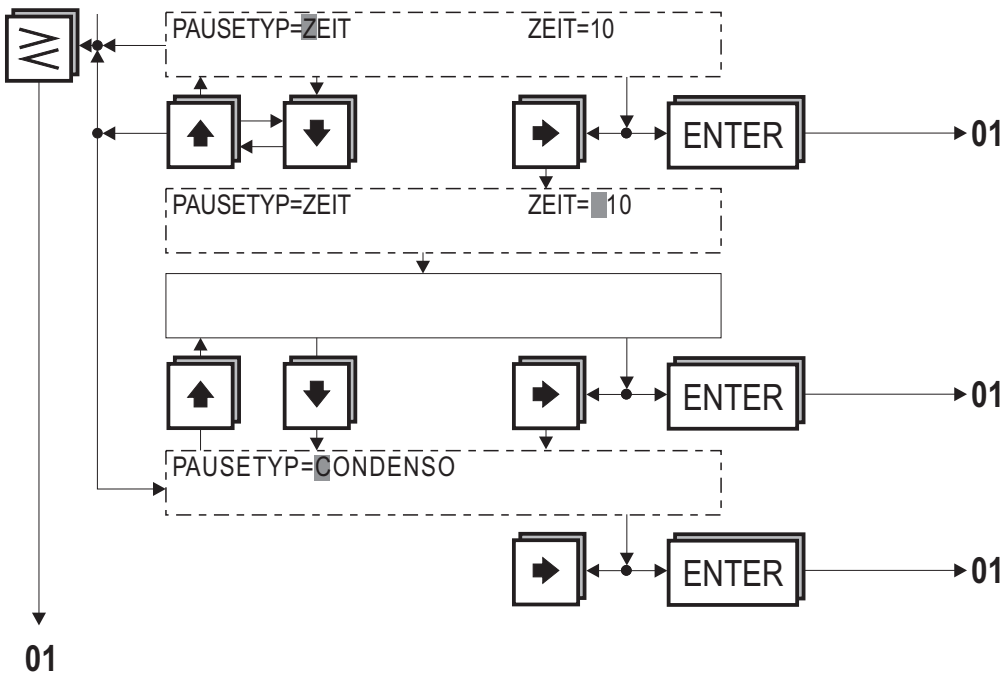 PAUSETYP=ZEIT ZEIT=10
ENTER 01
PAUSETYP=ZEIT ZEIT= 10
ENTER 01
PAUSETYP=CONDENSO
ENTER 01
01